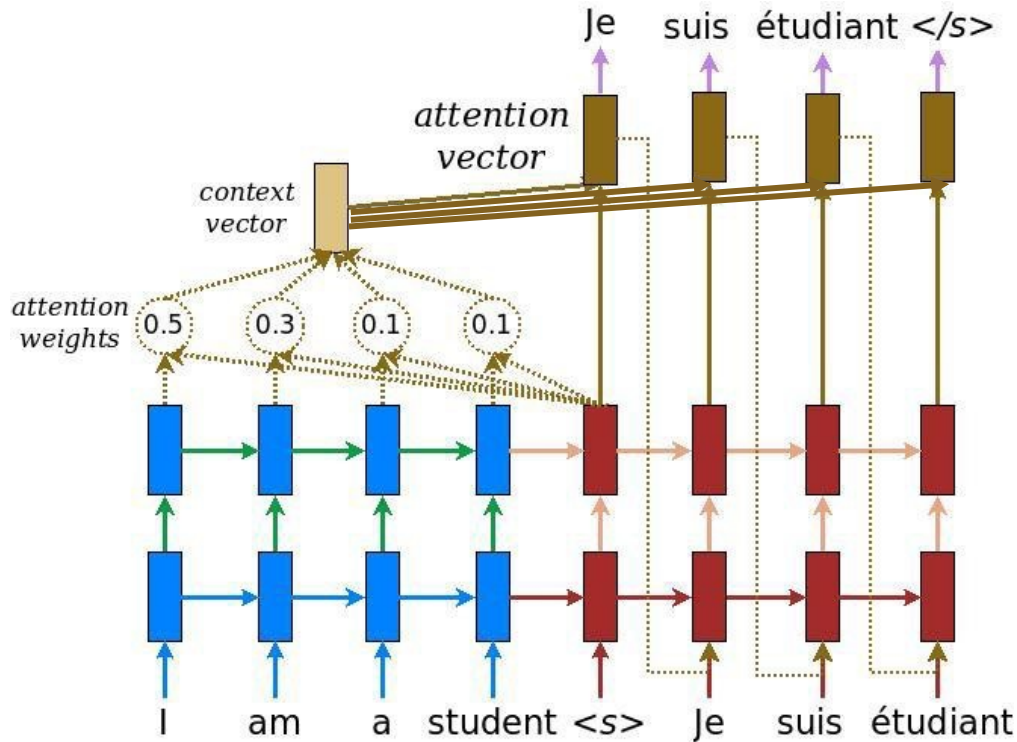 Je suis étudiant </s>
attention
vector
context
vector
attention
weights
0.5 0.3 0.1 0.1
I am a student <s> Je suis étudiant